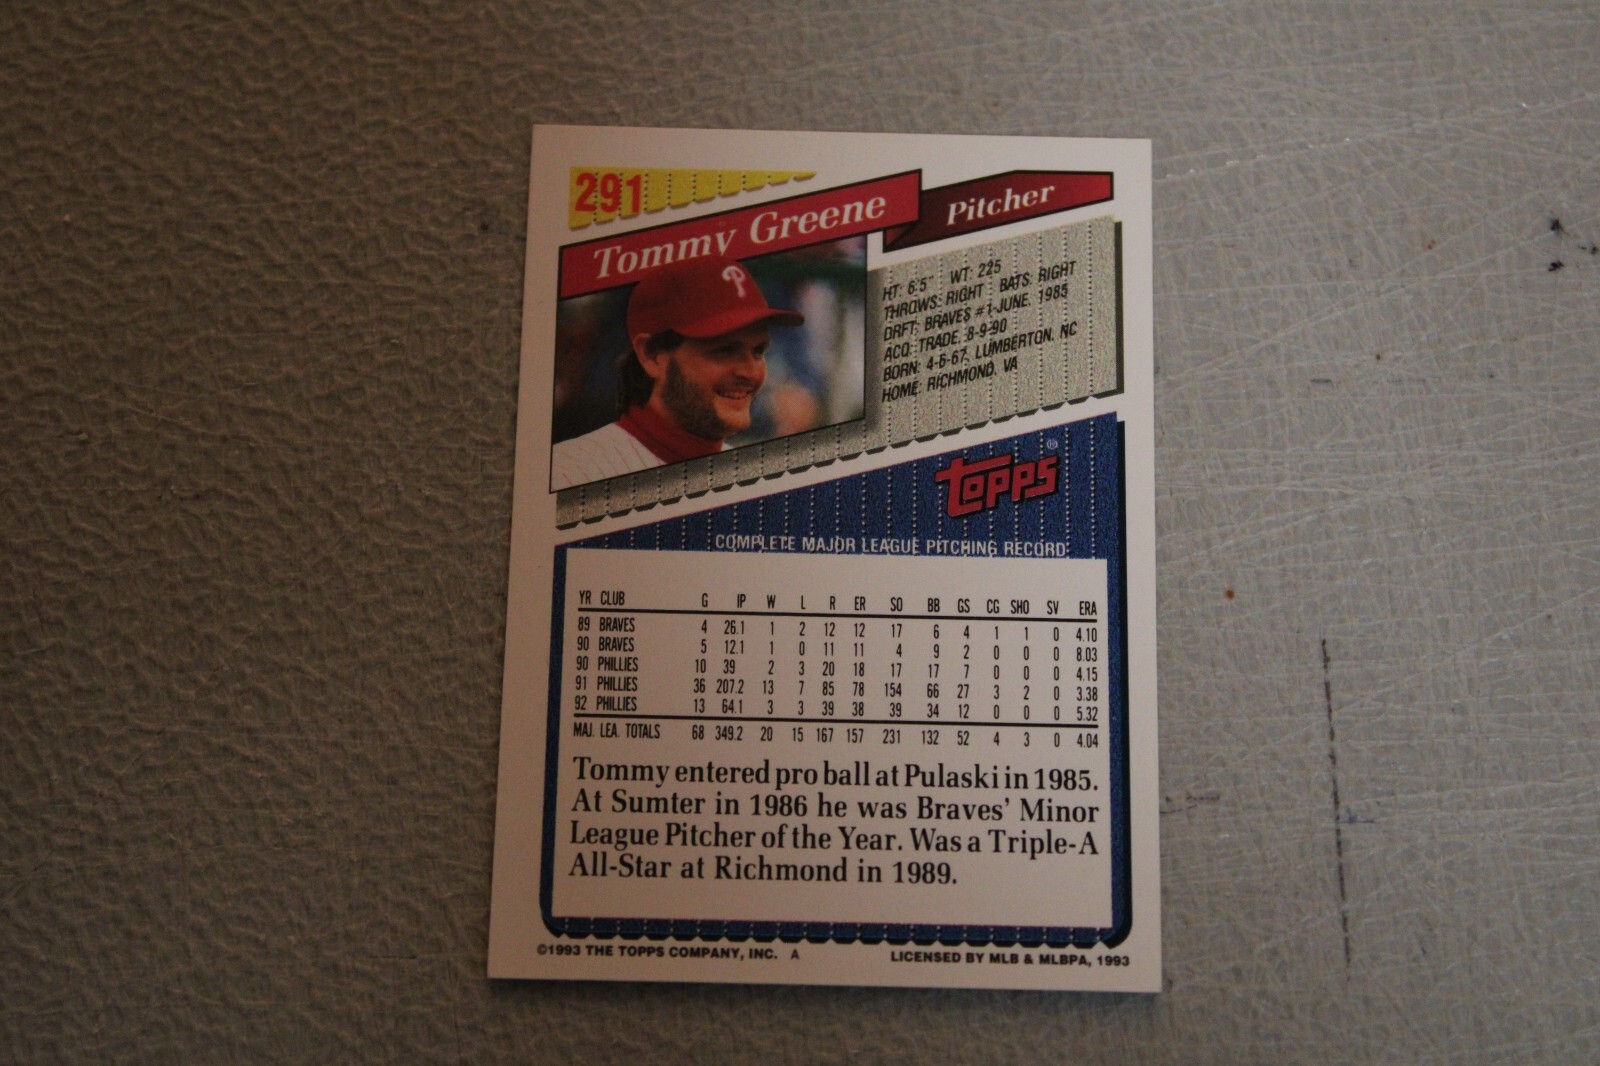 291
Tommy Greene
Pitcher
P
HT: 6'5" WT: 225
THROWS: RIGHT BATS: RIGHT
DRFT: BRAVES #1-JUNE, 1985
ACQ: TRADE, 8-9-90
BORN: 4-6-67, LUMBERTON, NC
HOME: RICHMOND, VA
TOPPS®
COMPLETE MAJOR LEAGUE PITCHING RECORD
YR CLUB G IP W L R ER SO BB GS CG SHO SV ERA
89 BRAVES 4 26.1 1 2 12 12 17 6 4 1 1 0 4.10
90 BRAVES 5 12.1 1 0 11 11 4 9 2 0 0 0 8.03
90 PHILLIES 10 39 2 3 20 18 17 17 7 0 0 0 4.15
91 PHILLIES 36 207.2 13 7 85 78 154 66 27 3 2 0 3.38
92 PHILLIES 13 64.1 3 3 39 38 39 34 12 0 0 0 5.32
MAJ. LEA. TOTALS 68 349.2 20 15 167 157 231 132 52 4 3 0 4.04
Tommy entered pro ball at Pulaski in 1985.
At Sumter in 1986 he was Braves' Minor
League Pitcher of the Year. Was a Triple-A
All-Star at Richmond in 1989.
©1993 THE TOPPS COMPANY, INC. A
LICENSED BY MLB & MLBPA, 1993